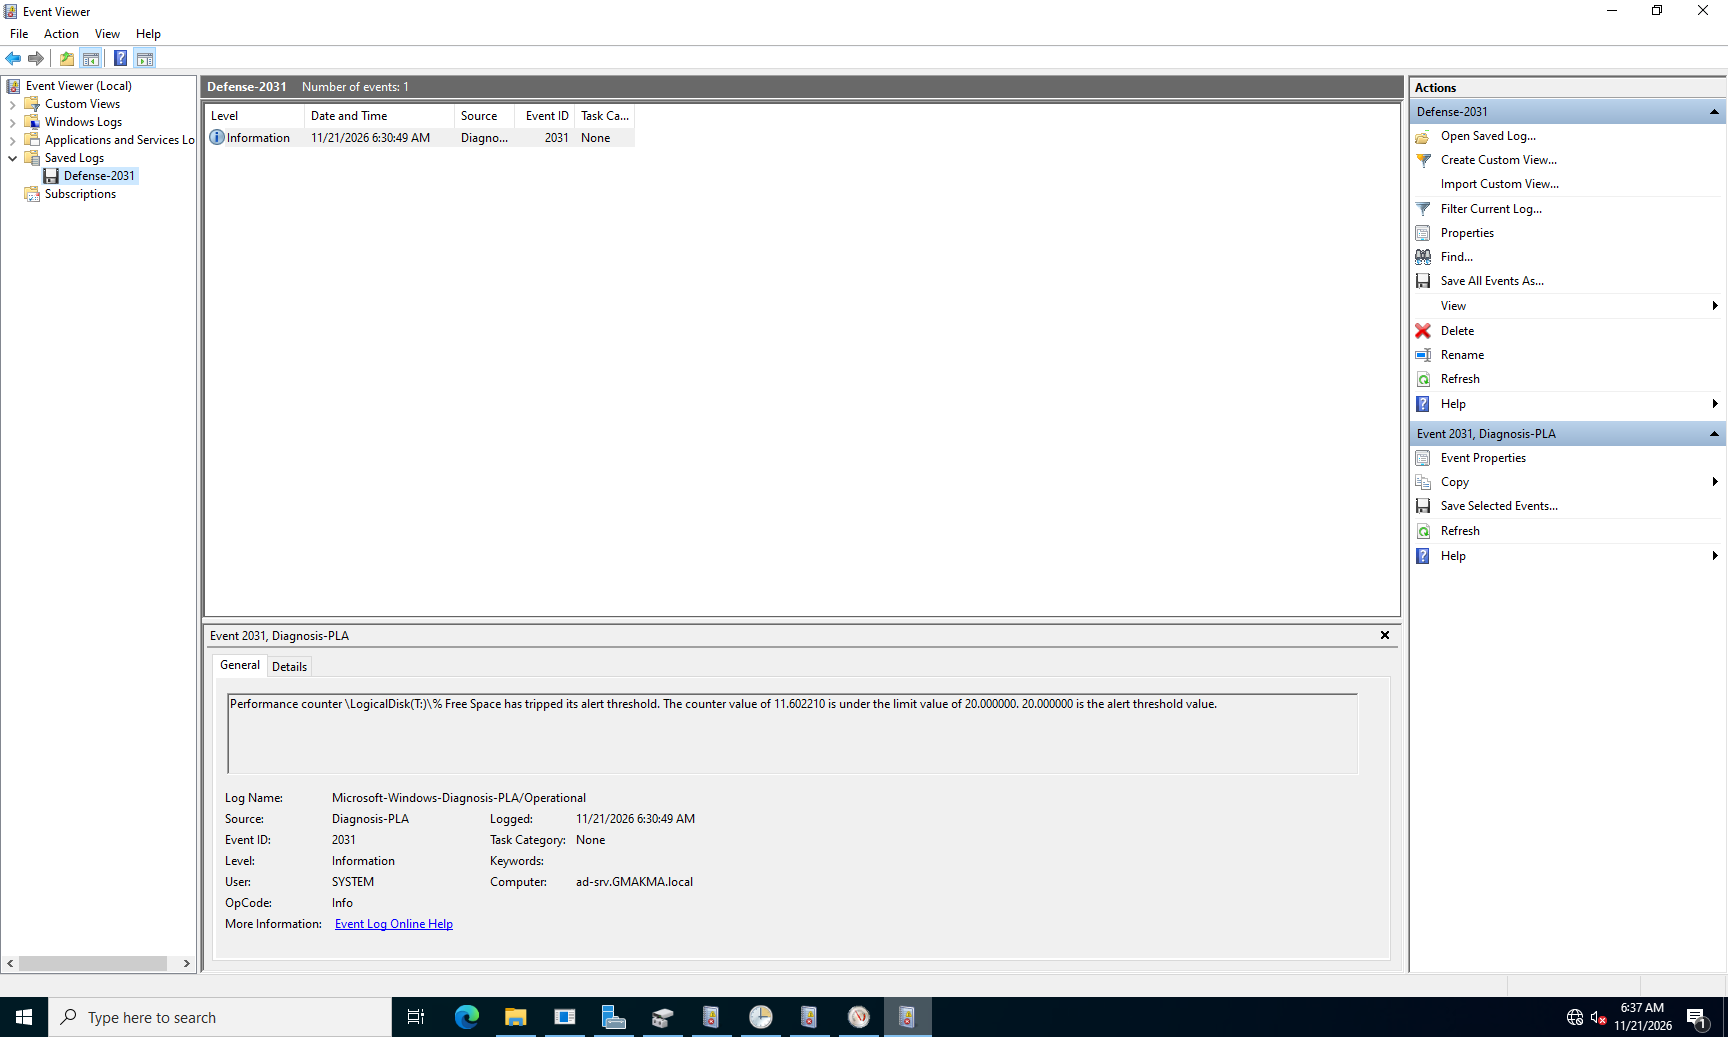 Event Viewer
File Action View Help
Event Viewer (Local)
Custom Views
Windows Logs
Applications and Services Lo
Saved Logs
Defense-2031
Subscriptions
Defense-2031 Number of events: 1
Level Date and Time Source Event ID Task Ca...
Information 11/21/2026 6:30:49 AM Diagno... 2031 None
Event 2031, Diagnosis-PLA
General Details
Performance counter \LogicalDisk(T:)\% Free Space has tripped its alert threshold. The counter value of 11.602210 is under the limit value of 20.000000. 20.000000 is the alert threshold value.
Log Name: Microsoft-Windows-Diagnosis-PLA/Operational
Source: Diagnosis-PLA Logged: 11/21/2026 6:30:49 AM
Event ID: 2031 Task Category: None
Level: Information Keywords:
User: SYSTEM Computer: ad-srv.GMAKMA.local
OpCode: Info
More Information: Event Log Online Help
Actions
Defense-2031
Open Saved Log...
Create Custom View...
Import Custom View...
Filter Current Log...
Properties
Find...
Save All Events As...
View
Delete
Rename
Refresh
Help
Event 2031, Diagnosis-PLA
Event Properties
Copy
Save Selected Events...
Refresh
Help
Type here to search
6:37 AM
11/21/2026
1